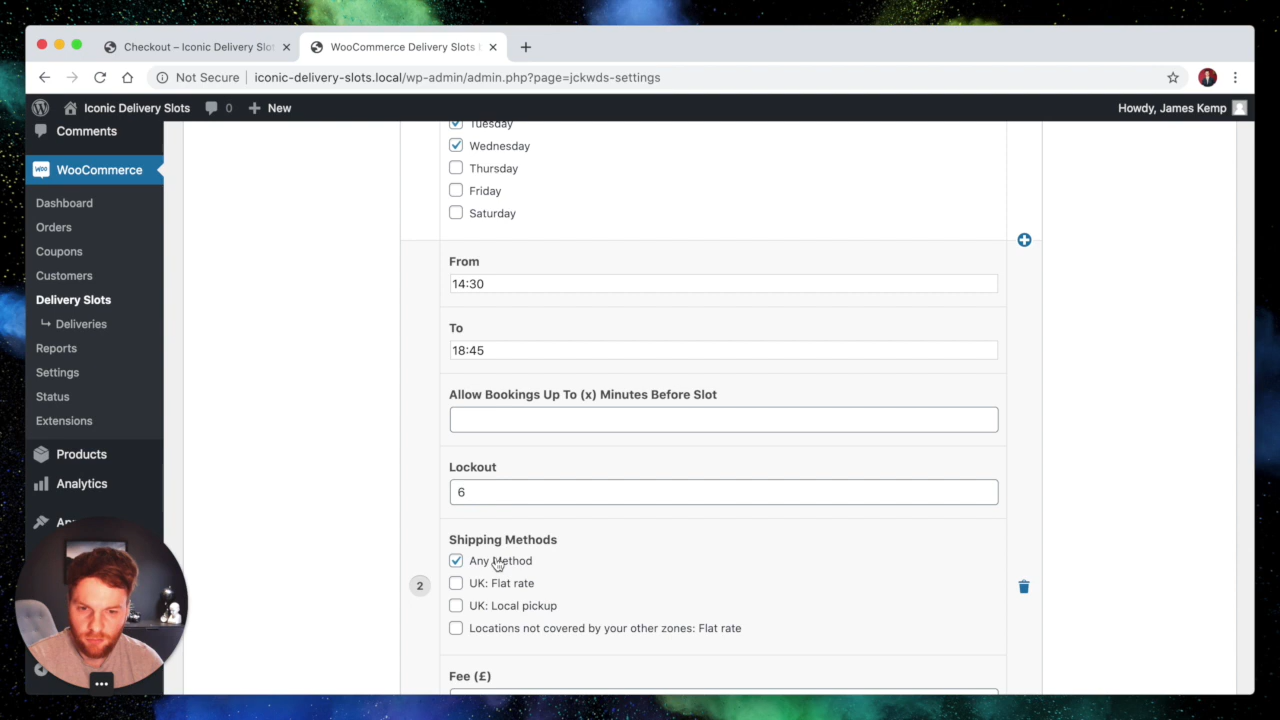 Checkout – Iconic Delivery Slot
WooCommerce Delivery Slots b
Not Secure
iconic-delivery-slots.local/wp-admin/admin.php?page=jckwds-settings
Iconic Delivery Slots
0
New
Howdy, James Kemp
Comments
WooCommerce
Dashboard
Orders
Coupons
Customers
Delivery Slots
Deliveries
Reports
Settings
Status
Extensions
Products
Analytics
Tuesday
Wednesday
Thursday
Friday
Saturday
From
14:30
To
18:45
Allow Bookings Up To (x) Minutes Before Slot
Lockout
6
Shipping Methods
Any Method
UK: Flat rate
2
UK: Local pickup
Locations not covered by your other zones: Flat rate
Fee (£)